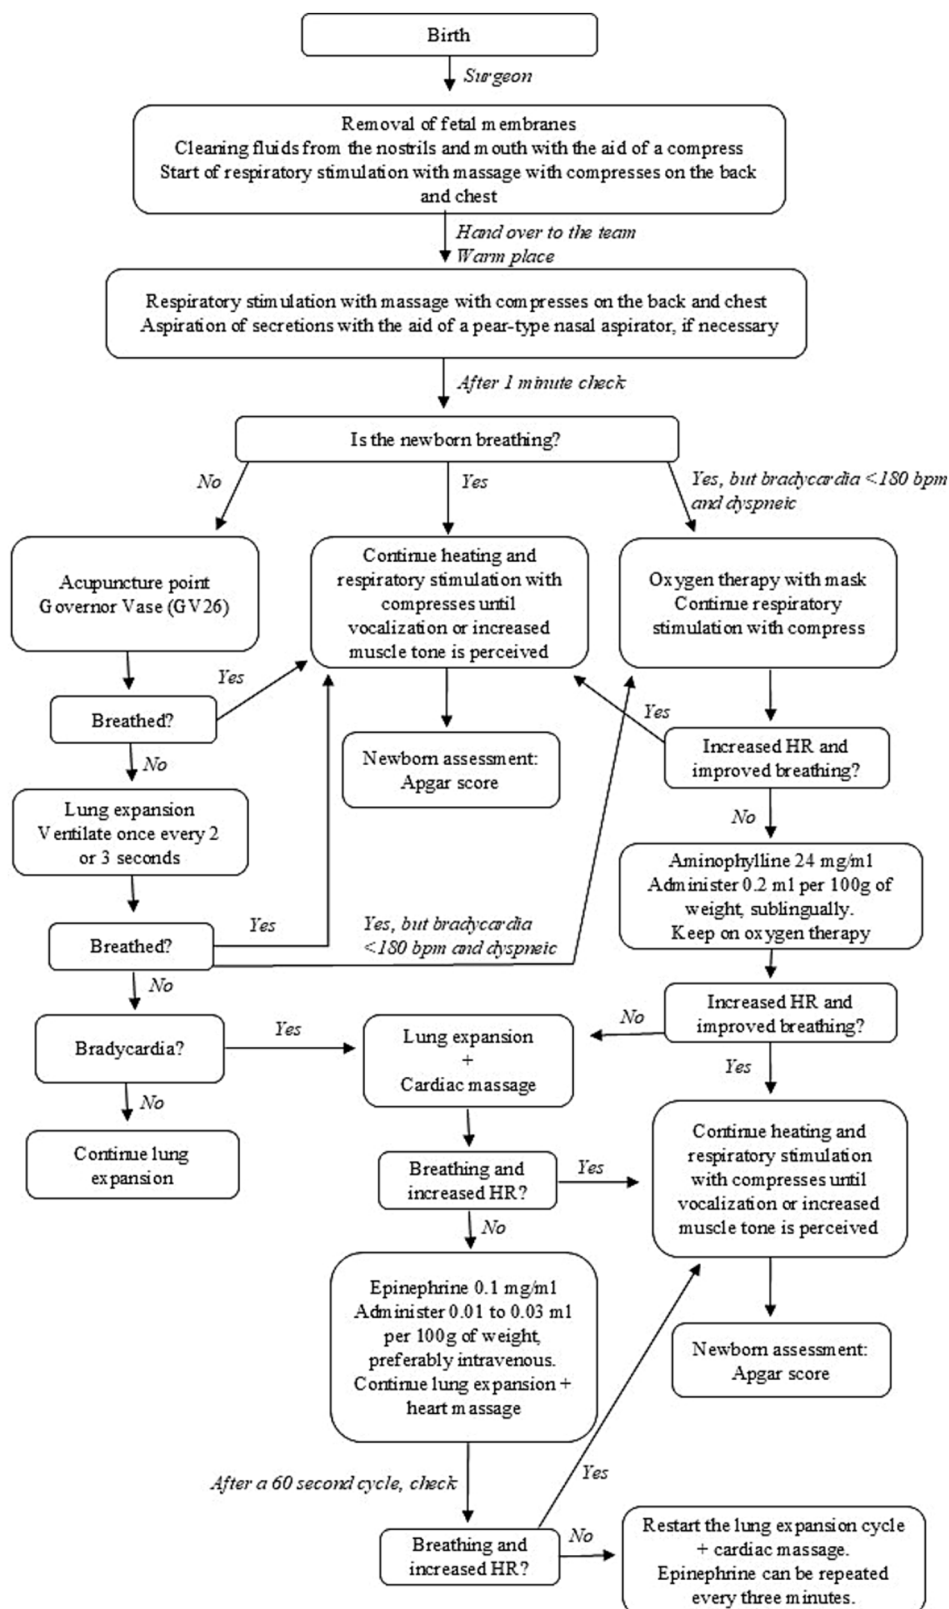 Birth
Surgeon
Removal of fetal membranes
Cleaning fluids from the nostrils and mouth with the aid of a compress
Start of respiratory stimulation with massage with compresses on the back
and chest
Hand over to the team
Warm place
Respiratory stimulation with massage with compresses on the back and chest
Aspiration of secretions with the aid of a pear-type nasal aspirator, if necessary
After 1 minute check
Is the newborn breathing?
No
Yes
Yes, but bradycardia <180 bpm
and dyspneic
Acupuncture point
Governor Vase (GV26)
Continue heating and
respiratory stimulation with
compresses until
vocalization or increased
muscle tone is perceived
Oxygen therapy with mask
Continue respiratory
stimulation with compress
Yes
Breathed?
No
Newborn assessment:
Apgar score
Yes
Increased HR and
improved breathing?
No
Lung expansion
Ventilate once every 2
or 3 seconds
Aminophylline 24 mg/ml
Administer 0.2 ml per 100g of
weight, sublingually.
Keep on oxygen therapy
Breathed?
Yes
Yes, but bradycardia
<180 bpm and dyspneic
No
Increased HR and
improved breathing?
No
Yes
Bradycardia?
Yes
Lung expansion
+
Cardiac massage
No
Continue lung
expansion
Breathing and
increased HR?
Yes
No
Continue heating and
respiratory stimulation
with compresses until
vocalization or increased
muscle tone is perceived
Epinephrine 0.1 mg/ml
Administer 0.01 to 0.03 ml
per 100g of weight,
preferably intravenous.
Continue lung expansion +
heart massage
Newborn assessment:
Apgar score
After a 60 second cycle, check
Yes
Breathing and
increased HR?
No
Restart the lung expansion cycle
+ cardiac massage.
Epinephrine can be repeated
every three minutes.